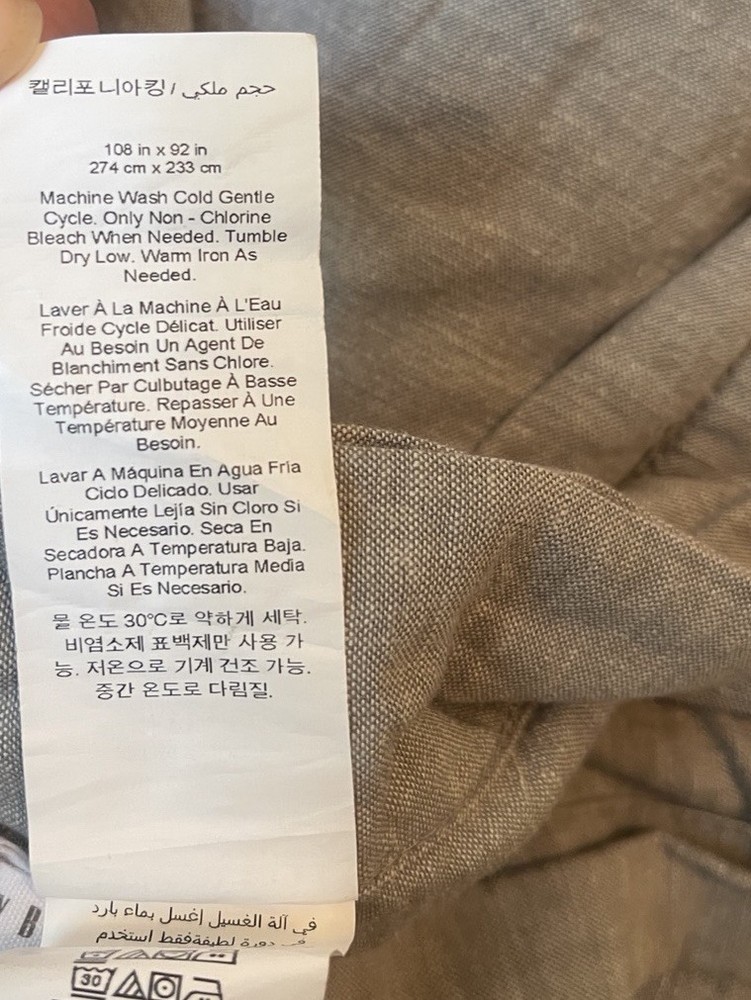 캘리포니아킹 / حجم ملكي
108 in x 92 in
274 cm x 233 cm
Machine Wash Cold Gentle
Cycle. Only Non - Chlorine
Bleach When Needed. Tumble
Dry Low. Warm Iron As
Needed.
Laver À La Machine À L'Eau
Froide Cycle Délicat. Utiliser
Au Besoin Un Agent De
Blanchiment Sans Chlore.
Sécher Par Culbutage À Basse
Température. Repasser À Une
Température Moyenne Au
Besoin.
Lavar A Máquina En Agua Fría
Ciclo Delicado. Usar
Únicamente Lejía Sin Cloro Si
Es Necesario. Seca En
Secadora A Temperatura Baja.
Plancha A Temperatura Media
Si Es Necesario.
물 온도 30°C로 약하게 세탁.
비염소제 표백제만 사용 가
능. 저온으로 기계 건조 가능.
중간 온도로 다림질.
في آلة الغسيل إغسل بماء بارد
دورة لطيفةفقط استخدم
30